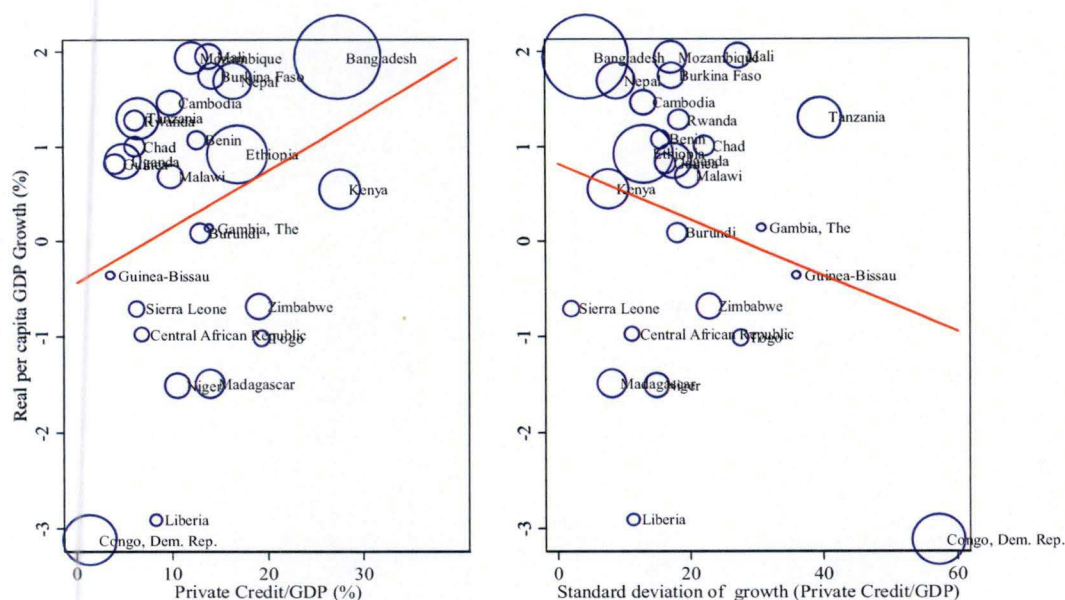 Real per capita GDP Growth (%)
2
1
0
-1
-2
-3
Mozambique
Mali
Bangladesh
Burkina Faso
Nepal
Cambodia
Tanzania
Rwanda
Benin
Chad
Ethiopia
Uganda
Guinea
Malawi
Kenya
Gambia, The
Burundi
Guinea-Bissau
Sierra Leone
Zimbabwe
Central African Republic
Togo
Niger
Madagascar
Liberia
Congo, Dem. Rep.
0 10 20 30
Private Credit/GDP (%)
2
1
0
-1
-2
-3
Bangladesh
Mozambique
Mali
Nepal
Burkina Faso
Cambodia
Rwanda
Tanzania
Benin
Chad
Ethiopia
Uganda
Guinea
Malawi
Kenya
Burundi
Gambia, The
Guinea-Bissau
Sierra Leone
Zimbabwe
Central African Republic
Togo
Madagascar
Niger
Liberia
Congo, Dem. Rep.
0 20 40 60
Standard deviation of growth (Private Credit/GDP)